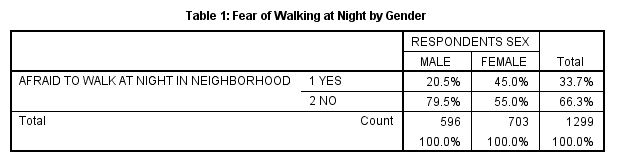 Table 1: Fear of Walking at Night by Gender
RESPONDENTS SEX
MALE FEMALE Total
AFRAID TO WALK AT NIGHT IN NEIGHBORHOOD 1 YES 20.5% 45.0% 33.7%
2 NO 79.5% 55.0% 66.3%
Total Count 596 703 1299
100.0% 100.0% 100.0%